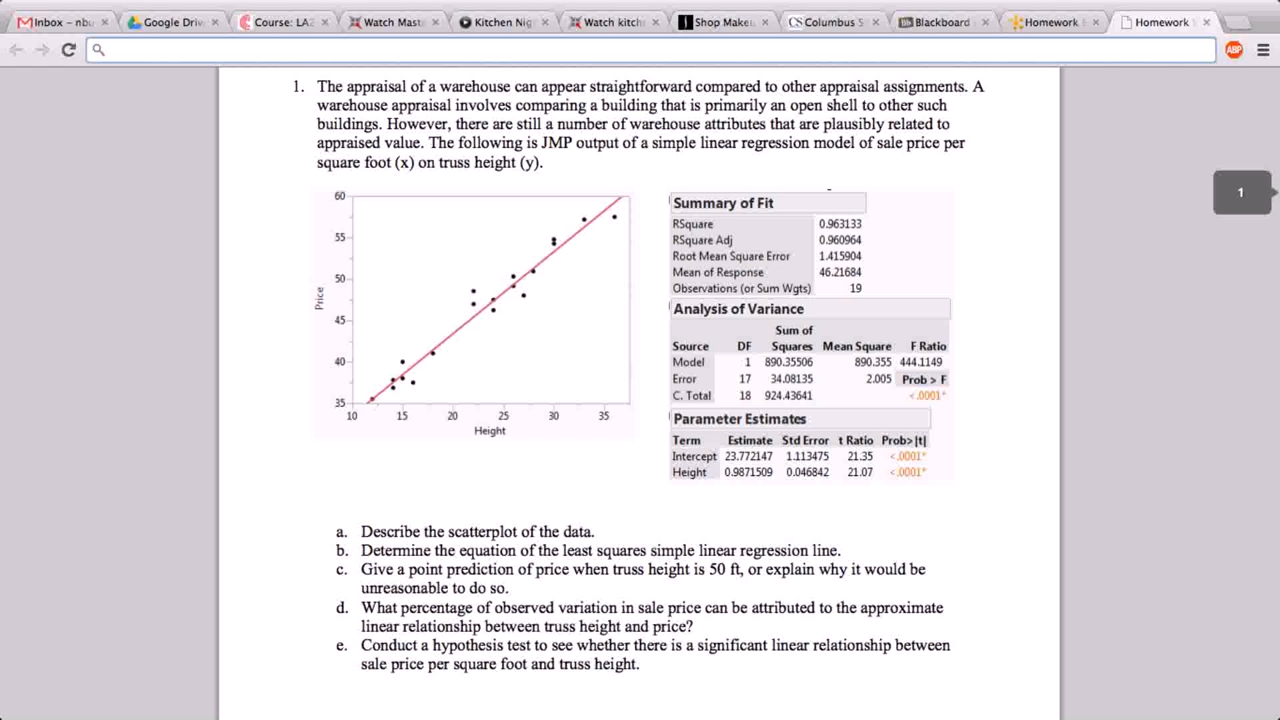 Inbox – nbu
Google Driv
Course: LA
Watch Mast
Kitchen Nig
Watch kitch
Shop Make
CS Columbus S
Bb Blackboard
Homework
Homework
ABP
1. The appraisal of a warehouse can appear straightforward compared to other appraisal assignments. A
warehouse appraisal involves comparing a building that is primarily an open shell to other such
buildings. However, there are still a number of warehouse attributes that are plausibly related to
appraised value. The following is JMP output of a simple linear regression model of sale price per
square foot (x) on truss height (y).
1
60
55
50
45
40
35
Price
10 15 20 25 30 35
Height
Summary of Fit
RSquare 0.963133
RSquare Adj 0.960964
Root Mean Square Error 1.415904
Mean of Response 46.21684
Observations (or Sum Wgts) 19
Analysis of Variance
Sum of
Source DF Squares Mean Square F Ratio
Model 1 890.35506 890.355 444.1149
Error 17 34.08135 2.005 Prob > F
C. Total 18 924.43641 <.0001*
Parameter Estimates
Term Estimate Std Error t Ratio Prob>|t|
Intercept 23.772147 1.113475 21.35 <.0001*
Height 0.9871509 0.046842 21.07 <.0001*
a. Describe the scatterplot of the data.
b. Determine the equation of the least squares simple linear regression line.
c. Give a point prediction of price when truss height is 50 ft, or explain why it would be
unreasonable to do so.
d. What percentage of observed variation in sale price can be attributed to the approximate
linear relationship between truss height and price?
e. Conduct a hypothesis test to see whether there is a significant linear relationship between
sale price per square foot and truss height.